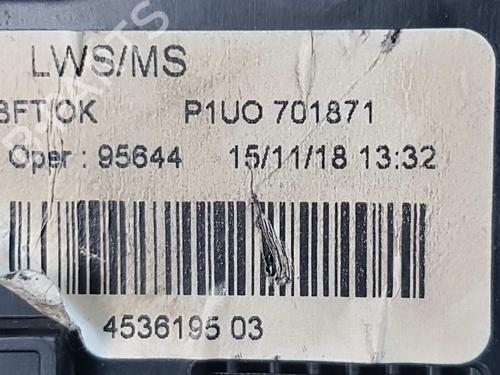 LWS/MS
BFT OK P1UO 701871
Oper : 95644 15/11/18 13:32
4536195 03